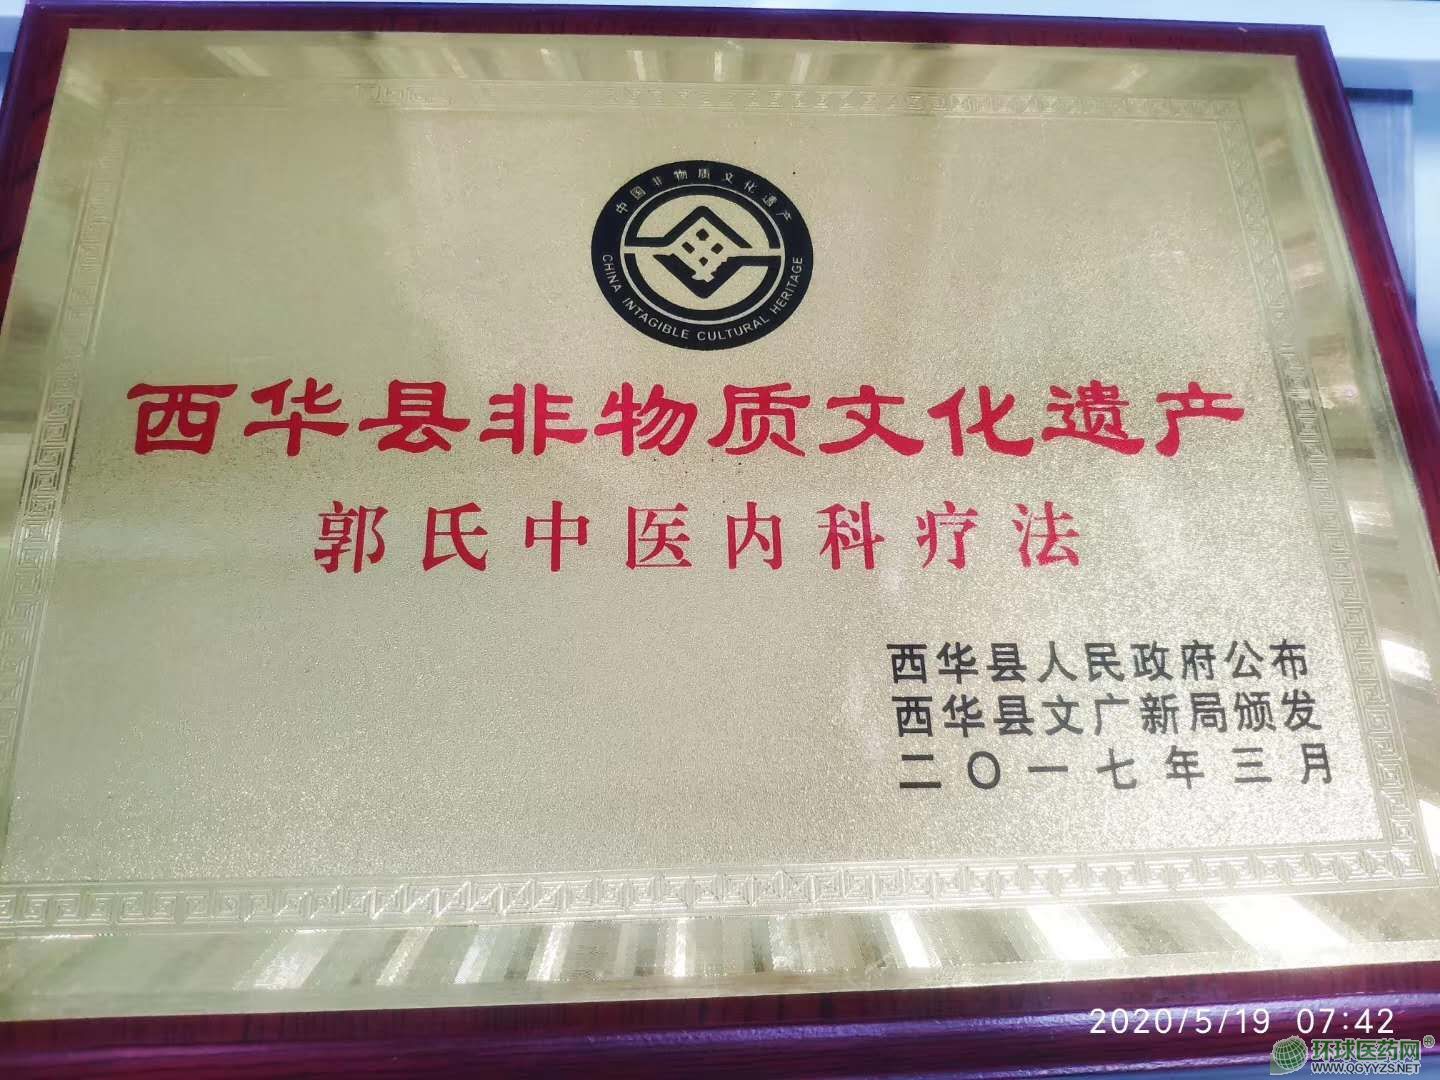 中国非物质文化遗产
CHINA INTAGIBLE CULTURAL HERITAGE
西华县非物质文化遗产
郭氏中医内科疗法
西华县人民政府公布
西华县文广新局颁发
二〇一七年三月
2020/5/19 07:42
环球医药网®
WWW.QGYYZS.NET